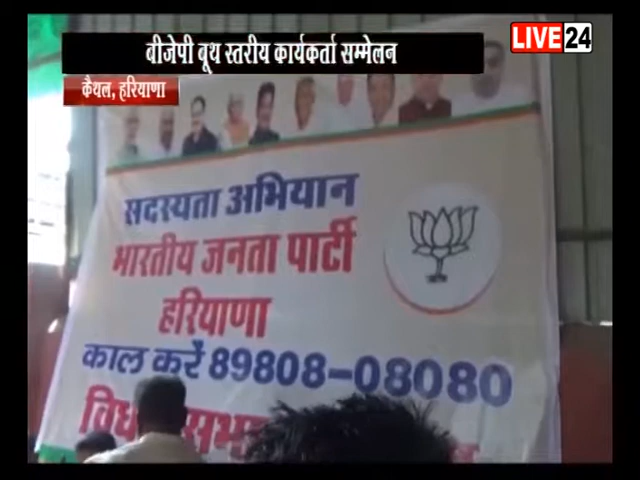 बीजेपी बूथ स्तरीय कार्यकर्ता सम्मेलन
LIVE24
कैथल, हरियाणा
सदस्यता अभियान
भारतीय जनता पार्टी
हरियाणा
काल करें 89808-08080